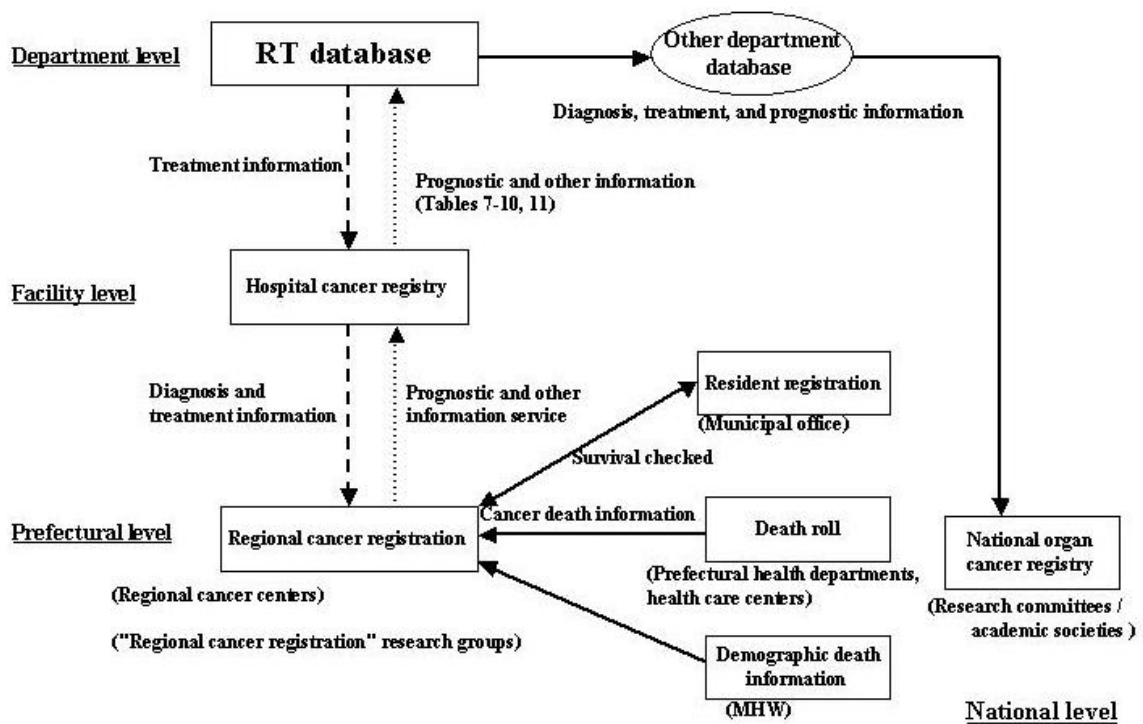 Department level
RT database
Other department
database
Diagnosis, treatment, and prognostic information
Treatment information
Prognostic and other information
(Tables 7-10, 11)
Facility level
Hospital cancer registry
Diagnosis and
treatment information
Prognostic and other
information service
Resident registration
(Municipal office)
Survival checked
Prefectural level
Regional cancer registration
Cancer death information
Death roll
(Prefectural health departments,
health care centers)
National organ
cancer registry
(Research committees /
academic societies )
(Regional cancer centers)
("Regional cancer registration" research groups)
Demographic death
information
(MHW)
National level